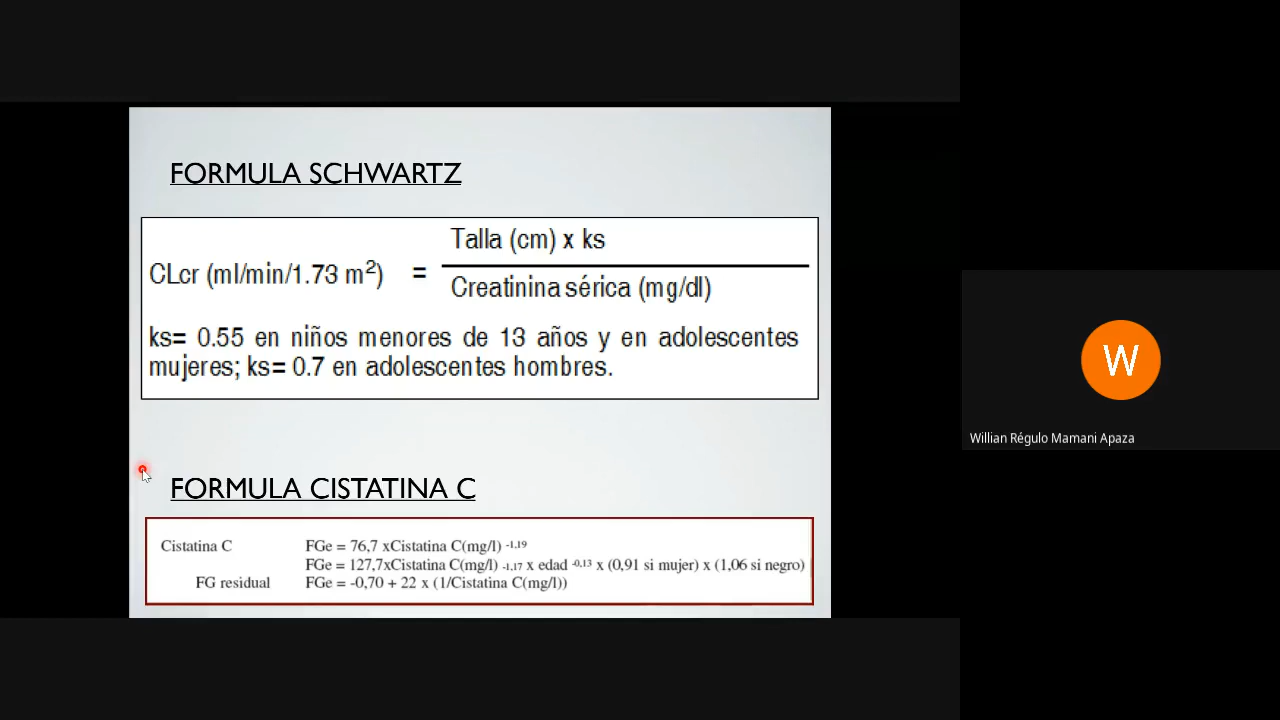 FORMULA SCHWARTZ
CLcr (ml/min/1.73 m²) = Talla (cm) x ks
Creatinina sérica (mg/dl)
ks= 0.55 en niños menores de 13 años y en adolescentes
mujeres; ks= 0.7 en adolescentes hombres.
FORMULA CISTATINA C
Cistatina C FGe = 76,7 xCistatina C(mg/l) -1,19
FGe = 127,7xCistatina C(mg/l) -1,17 x edad -0,13 x (0,91 si mujer) x (1,06 si negro)
FG residual FGe = -0,70 + 22 x (1/Cistatina C(mg/l))
W
Willian Régulo Mamani Apaza